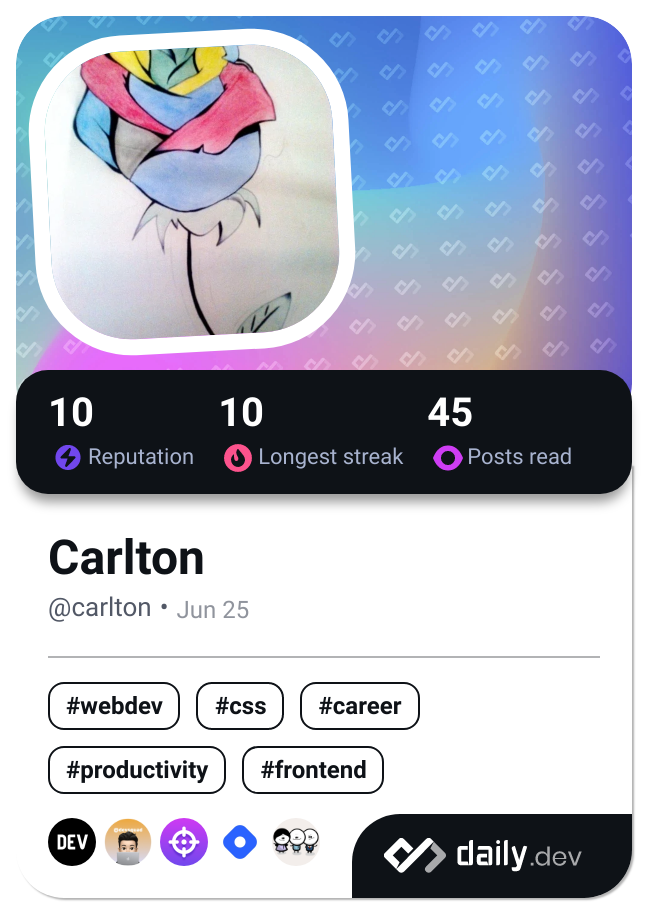 10 10 45
Reputation Longest streak Posts read
Carlton
@carlton • Jun 25
#webdev #css #career
#productivity #frontend
DEV
daily.dev